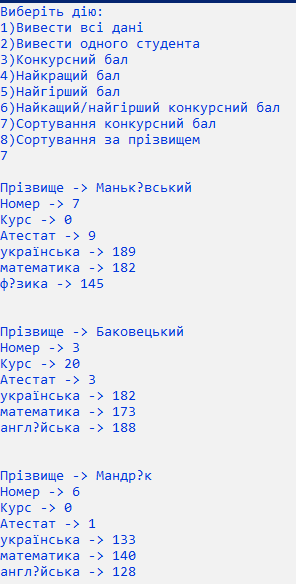 Виберіть дію:
1)Вивести всі дані
2)Вивести одного студента
3)Конкурсний бал
4)Найкращий бал
5)Найгірший бал
6)Найкащий/найгірший конкурсний бал
7)Сортування конкурсний бал
8)Сортування за прізвищем
7
Прізвище -> Маньк?вський
Номер -> 7
Курс -> 0
Атестат -> 9
українська -> 189
математика -> 182
ф?зика -> 145
Прізвище -> Баковецький
Номер -> 3
Курс -> 20
Атестат -> 3
українська -> 182
математика -> 173
англ?йська -> 188
Прізвище -> Мандр?к
Номер -> 6
Курс -> 0
Атестат -> 1
українська -> 133
математика -> 140
англ?йська -> 128